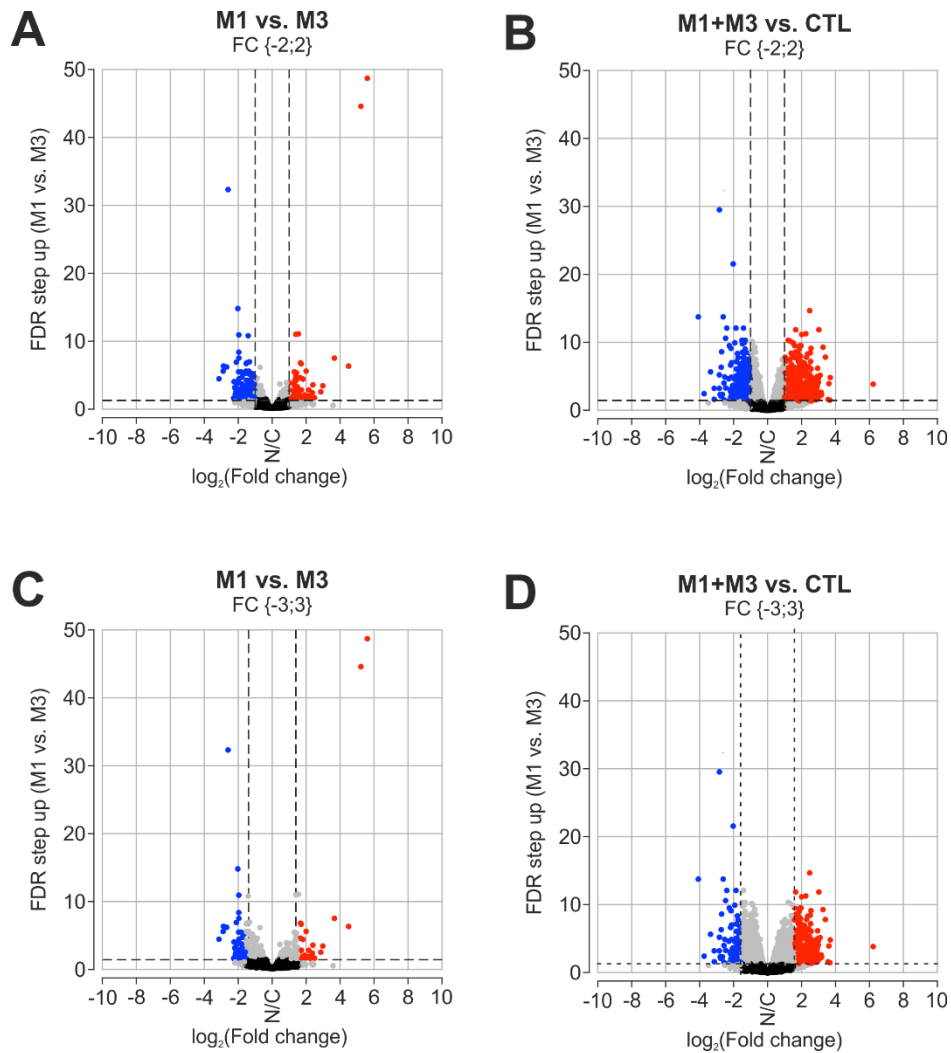 A
M1 vs. M3
FC {-2;2}
FDR step up (M1 vs. M3)
50
40
30
20
10
0
-10 -8 -6 -4 -2 N/C 2 4 6 8 10
log₂(Fold change)
B
M1+M3 vs. CTL
FC {-2;2}
FDR step up (M1 vs. M3)
50
40
30
20
10
0
-10 -8 -6 -4 -2 N/C 2 4 6 8 10
log₂(Fold change)
C
M1 vs. M3
FC {-3;3}
FDR step up (M1 vs. M3)
50
40
30
20
10
0
-10 -8 -6 -4 -2 N/C 2 4 6 8 10
log₂(Fold change)
D
M1+M3 vs. CTL
FC {-3;3}
FDR step up (M1 vs. M3)
50
40
30
20
10
0
-10 -8 -6 -4 -2 N/C 2 4 6 8 10
log₂(Fold change)